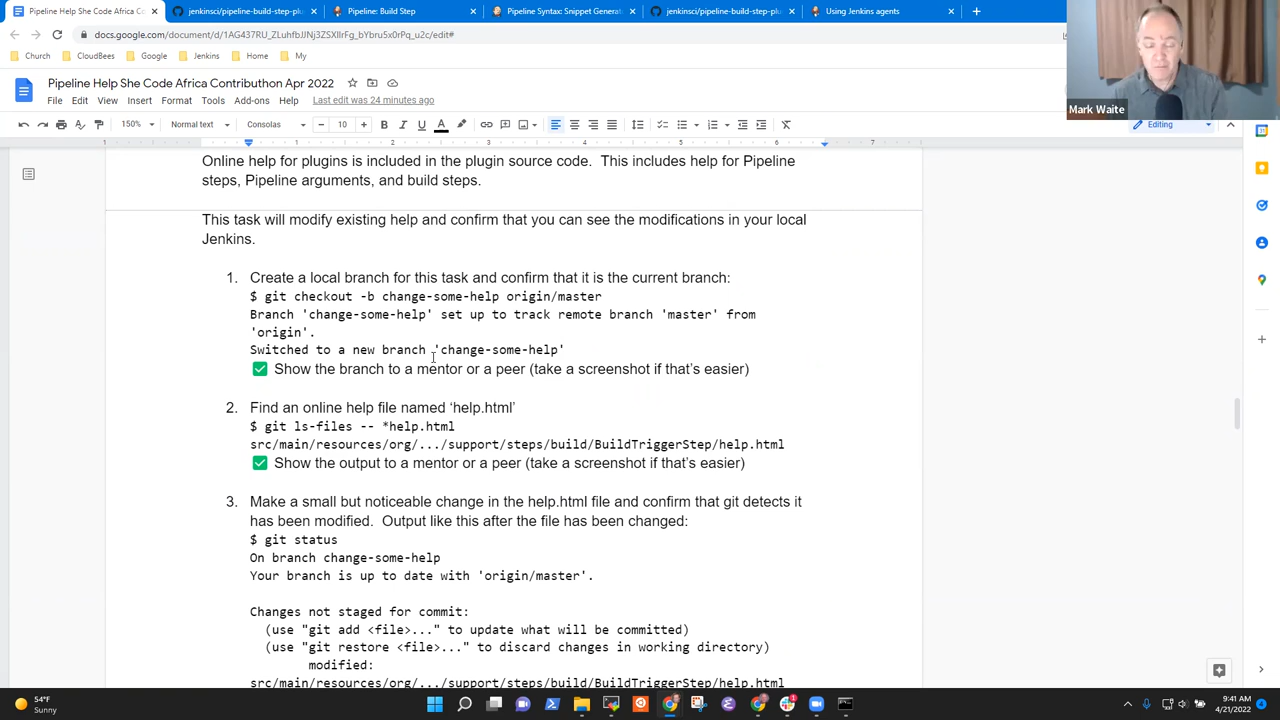 Pipeline Help She Code Africa Co
jenkinsci/pipeline-build-step-plu
Pipeline: Build Step
Pipeline Syntax: Snippet Generat
jenkinsci/pipeline-build-step-plu
Using Jenkins agents
docs.google.com/document/d/1AG437RU_ZLuhfbJJNj3ZSXIIrFg_bYbru5x0rPq_u2c/edit#
Church
CloudBees
Google
Jenkins
Home
My
Pipeline Help She Code Africa Contributhon Apr 2022
File Edit View Insert Format Tools Add-ons Help Last edit was 24 minutes ago
Mark Waite
150% Normal text Consolas 10 Editing
1 2 3 4 5 6 7
Online help for plugins is included in the plugin source code. This includes help for Pipeline
steps, Pipeline arguments, and build steps.
This task will modify existing help and confirm that you can see the modifications in your local
Jenkins.
1. Create a local branch for this task and confirm that it is the current branch:
$ git checkout -b change-some-help origin/master
Branch 'change-some-help' set up to track remote branch 'master' from
'origin'.
Switched to a new branch 'change-some-help'
✅ Show the branch to a mentor or a peer (take a screenshot if that's easier)
2. Find an online help file named ‘help.html’
$ git ls-files -- *help.html
src/main/resources/org/.../support/steps/build/BuildTriggerStep/help.html
✅ Show the output to a mentor or a peer (take a screenshot if that's easier)
3. Make a small but noticeable change in the help.html file and confirm that git detects it
has been modified. Output like this after the file has been changed:
$ git status
On branch change-some-help
Your branch is up to date with 'origin/master'.
Changes not staged for commit:
(use "git add <file>..." to update what will be committed)
(use "git restore <file>..." to discard changes in working directory)
modified:
src/main/resources/org/.../support/steps/build/BuildTriggerStep/help.html
54°F
Sunny
9:41 AM
4/21/2022